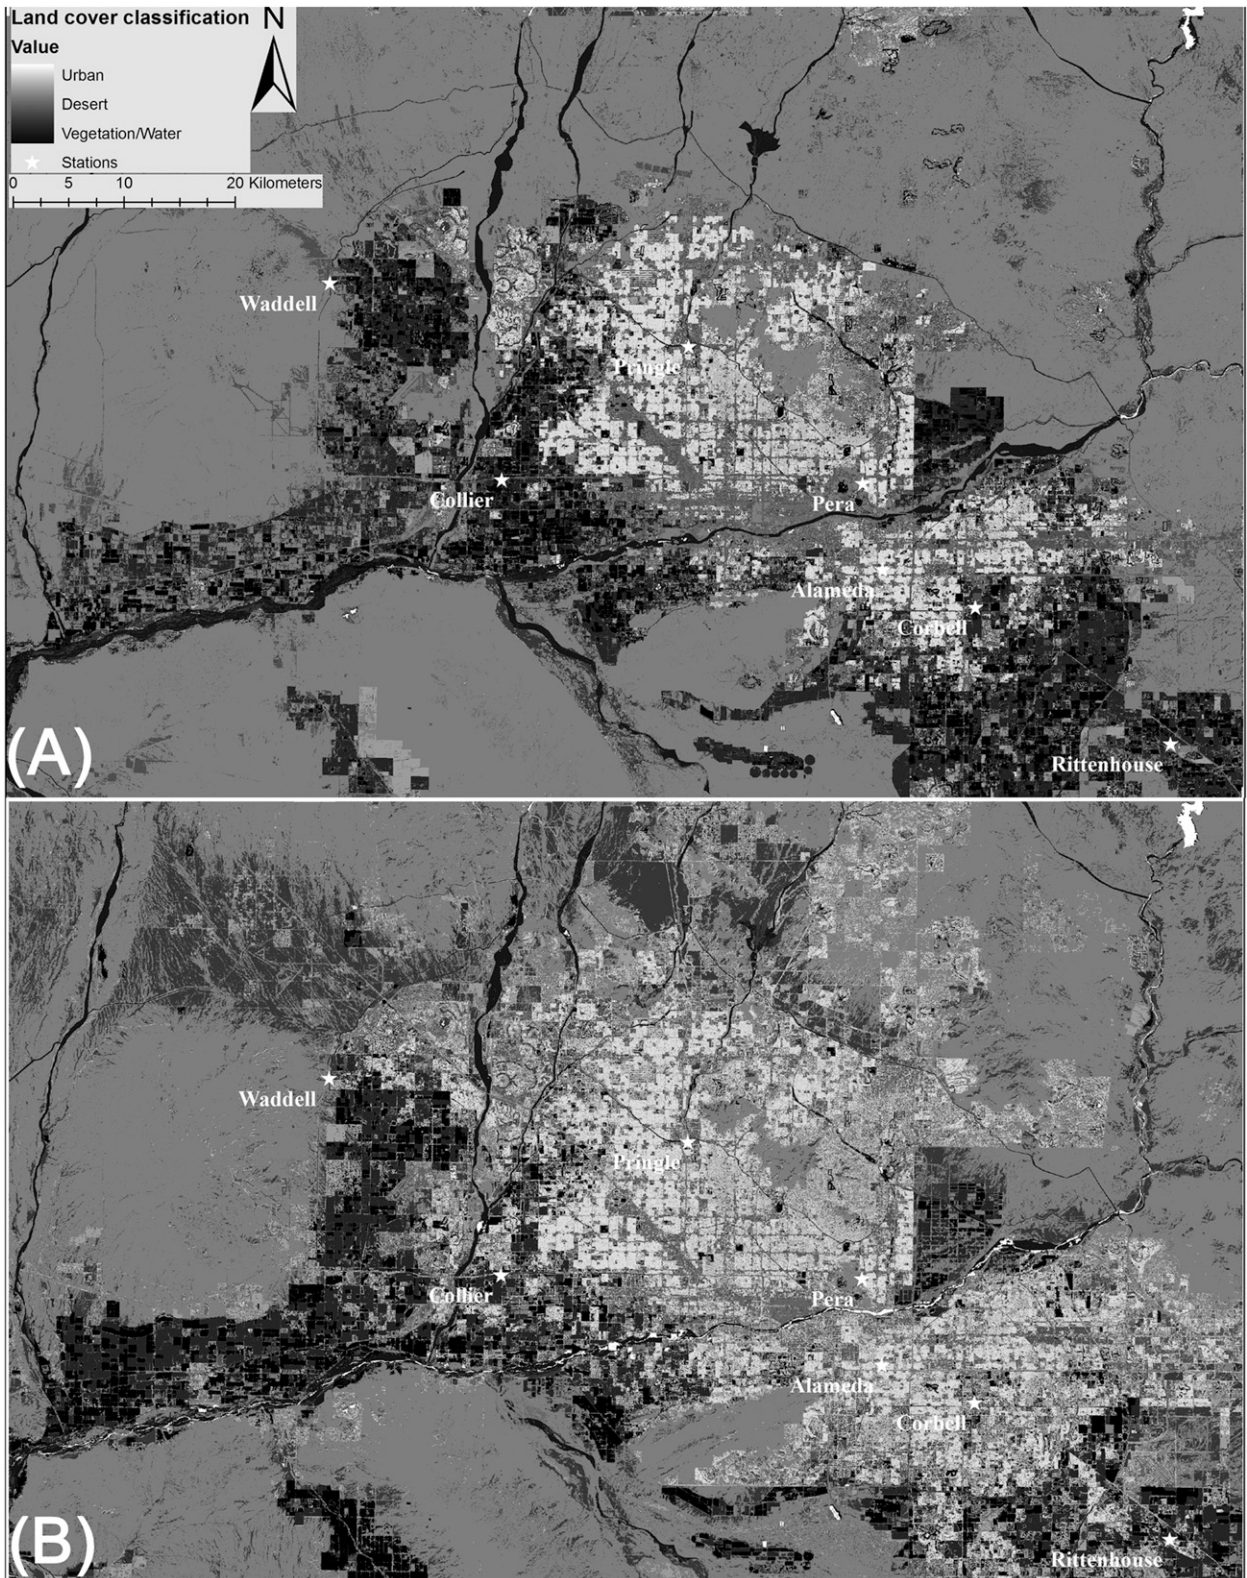 Land cover classification
N
Value
Urban
Desert
Vegetation/Water
Stations
0 5 10 20 Kilometers
Waddell
Pringle
Collier
Pera
Alameda
Corbell
Rittenhouse
(A)
Waddell
Pringle
Collier
Pera
Alameda
Corbell
Rittenhouse
(B)